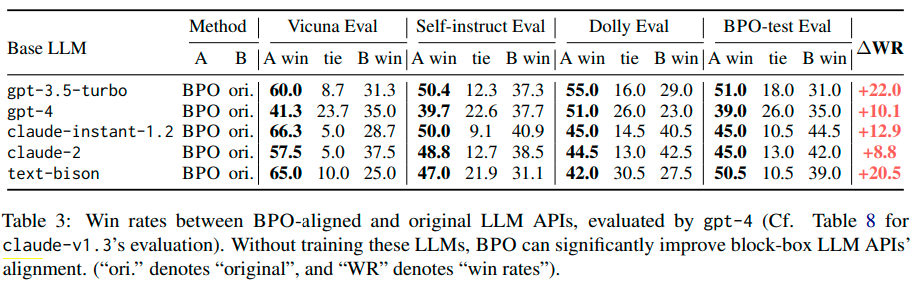 Base LLM Method Vicuna Eval Self-instruct Eval Dolly Eval BPO-test Eval ΔWR
A B A win tie B win A win tie B win A win tie B win A win tie B win
gpt-3.5-turbo BPO ori. 60.0 8.7 31.3 50.4 12.3 37.3 55.0 16.0 29.0 51.0 18.0 31.0 +22.0
gpt-4 BPO ori. 41.3 23.7 35.0 39.7 22.6 37.7 51.0 26.0 23.0 39.0 26.0 35.0 +10.1
claude-instant-1.2 BPO ori. 66.3 5.0 28.7 50.0 9.1 40.9 45.0 14.5 40.5 45.0 10.5 44.5 +12.9
claude-2 BPO ori. 57.5 5.0 37.5 48.8 12.7 38.5 44.5 13.0 42.5 45.0 13.0 42.0 +8.8
text-bison BPO ori. 65.0 10.0 25.0 47.0 21.9 31.1 42.0 30.5 27.5 50.5 10.5 39.0 +20.5
Table 3: Win rates between BPO-aligned and original LLM APIs, evaluated by gpt-4 (Cf. Table 8 for
claude-v1.3's evaluation). Without training these LLMs, BPO can significantly improve block-box LLM APIs'
alignment. ("ori." denotes "original", and "WR" denotes "win rates").